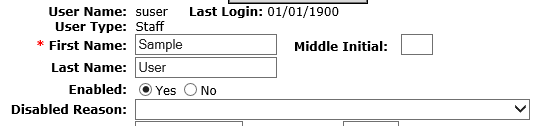 User Name: suser Last Login: 01/01/1900
User Type: Staff
* First Name: Sample Middle Initial:
Last Name: User
Enabled: Yes No
Disabled Reason: